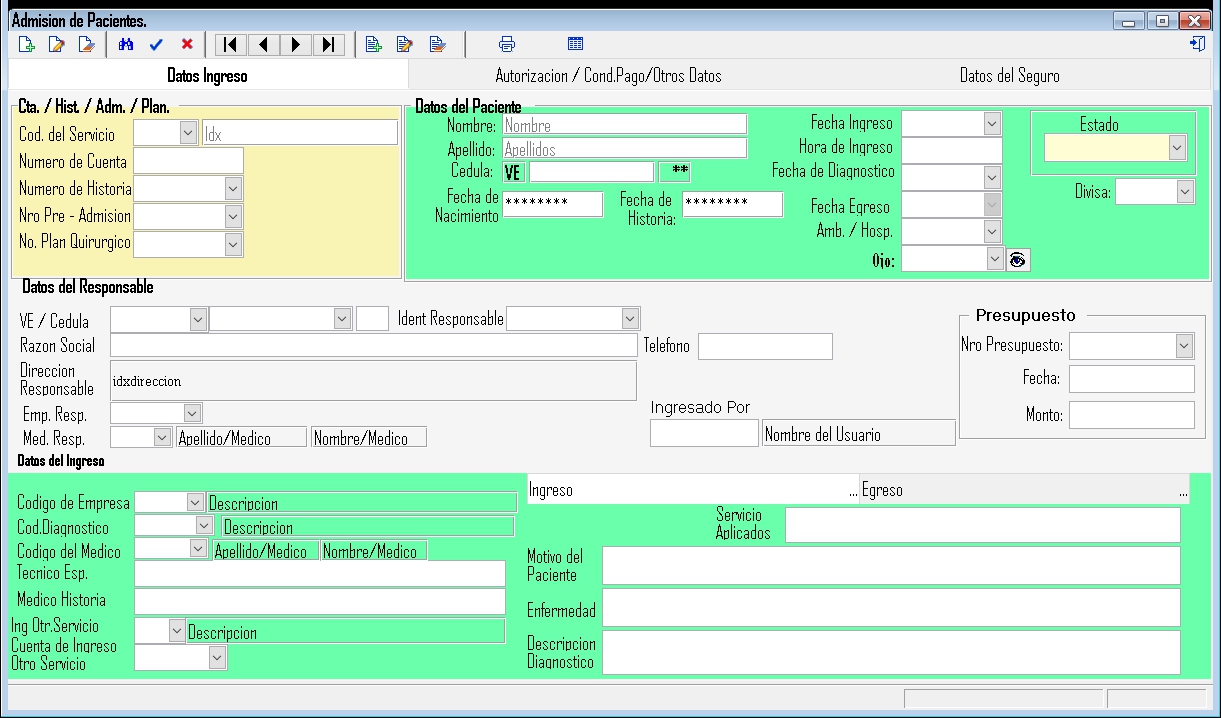 Admision de Pacientes.
Datos Ingreso
Autorizacion / Cond.Pago/Otros Datos
Datos del Seguro
Cta. / Hist. / Adm. / Plan.
Cod. del Servicio
Idx
Numero de Cuenta
Numero de Historia
Nro Pre - Admision
No. Plan Quirurgico
Datos del Paciente
Nombre:
Nombre
Apellido:
Apellidos
Cedula:
VE
**
Fecha de
Nacimiento
********
Fecha de
Historia:
********
Fecha Ingreso
Hora de Ingreso
Fecha de Diagnostico
Fecha Egreso
Amb. / Hosp.
Ojo:
Estado
Divisa:
Datos del Responsable
VE / Cedula
Ident Responsable
Razon Social
Telefono
Direccion
Responsable
idxdireccion
Emp. Resp.
Med. Resp.
Apellido/Medico
Nombre/Medico
Ingresado Por
Nombre del Usuario
Presupuesto
Nro Presupuesto:
Fecha:
Monto:
Datos del Ingreso
Codigo de Empresa
Descripcion
Cod.Diagnostico
Descripcion
Codigo del Medico
Apellido/Medico
Nombre/Medico
Tecnico Esp.
Medico Historia
Ing Otr.Servicio
Descripcion
Cuenta de Ingreso
Otro Servicio
Ingreso
...
Egreso
...
Servicio
Aplicados
Motivo del
Paciente
Enfermedad
Descripcion
Diagnostico